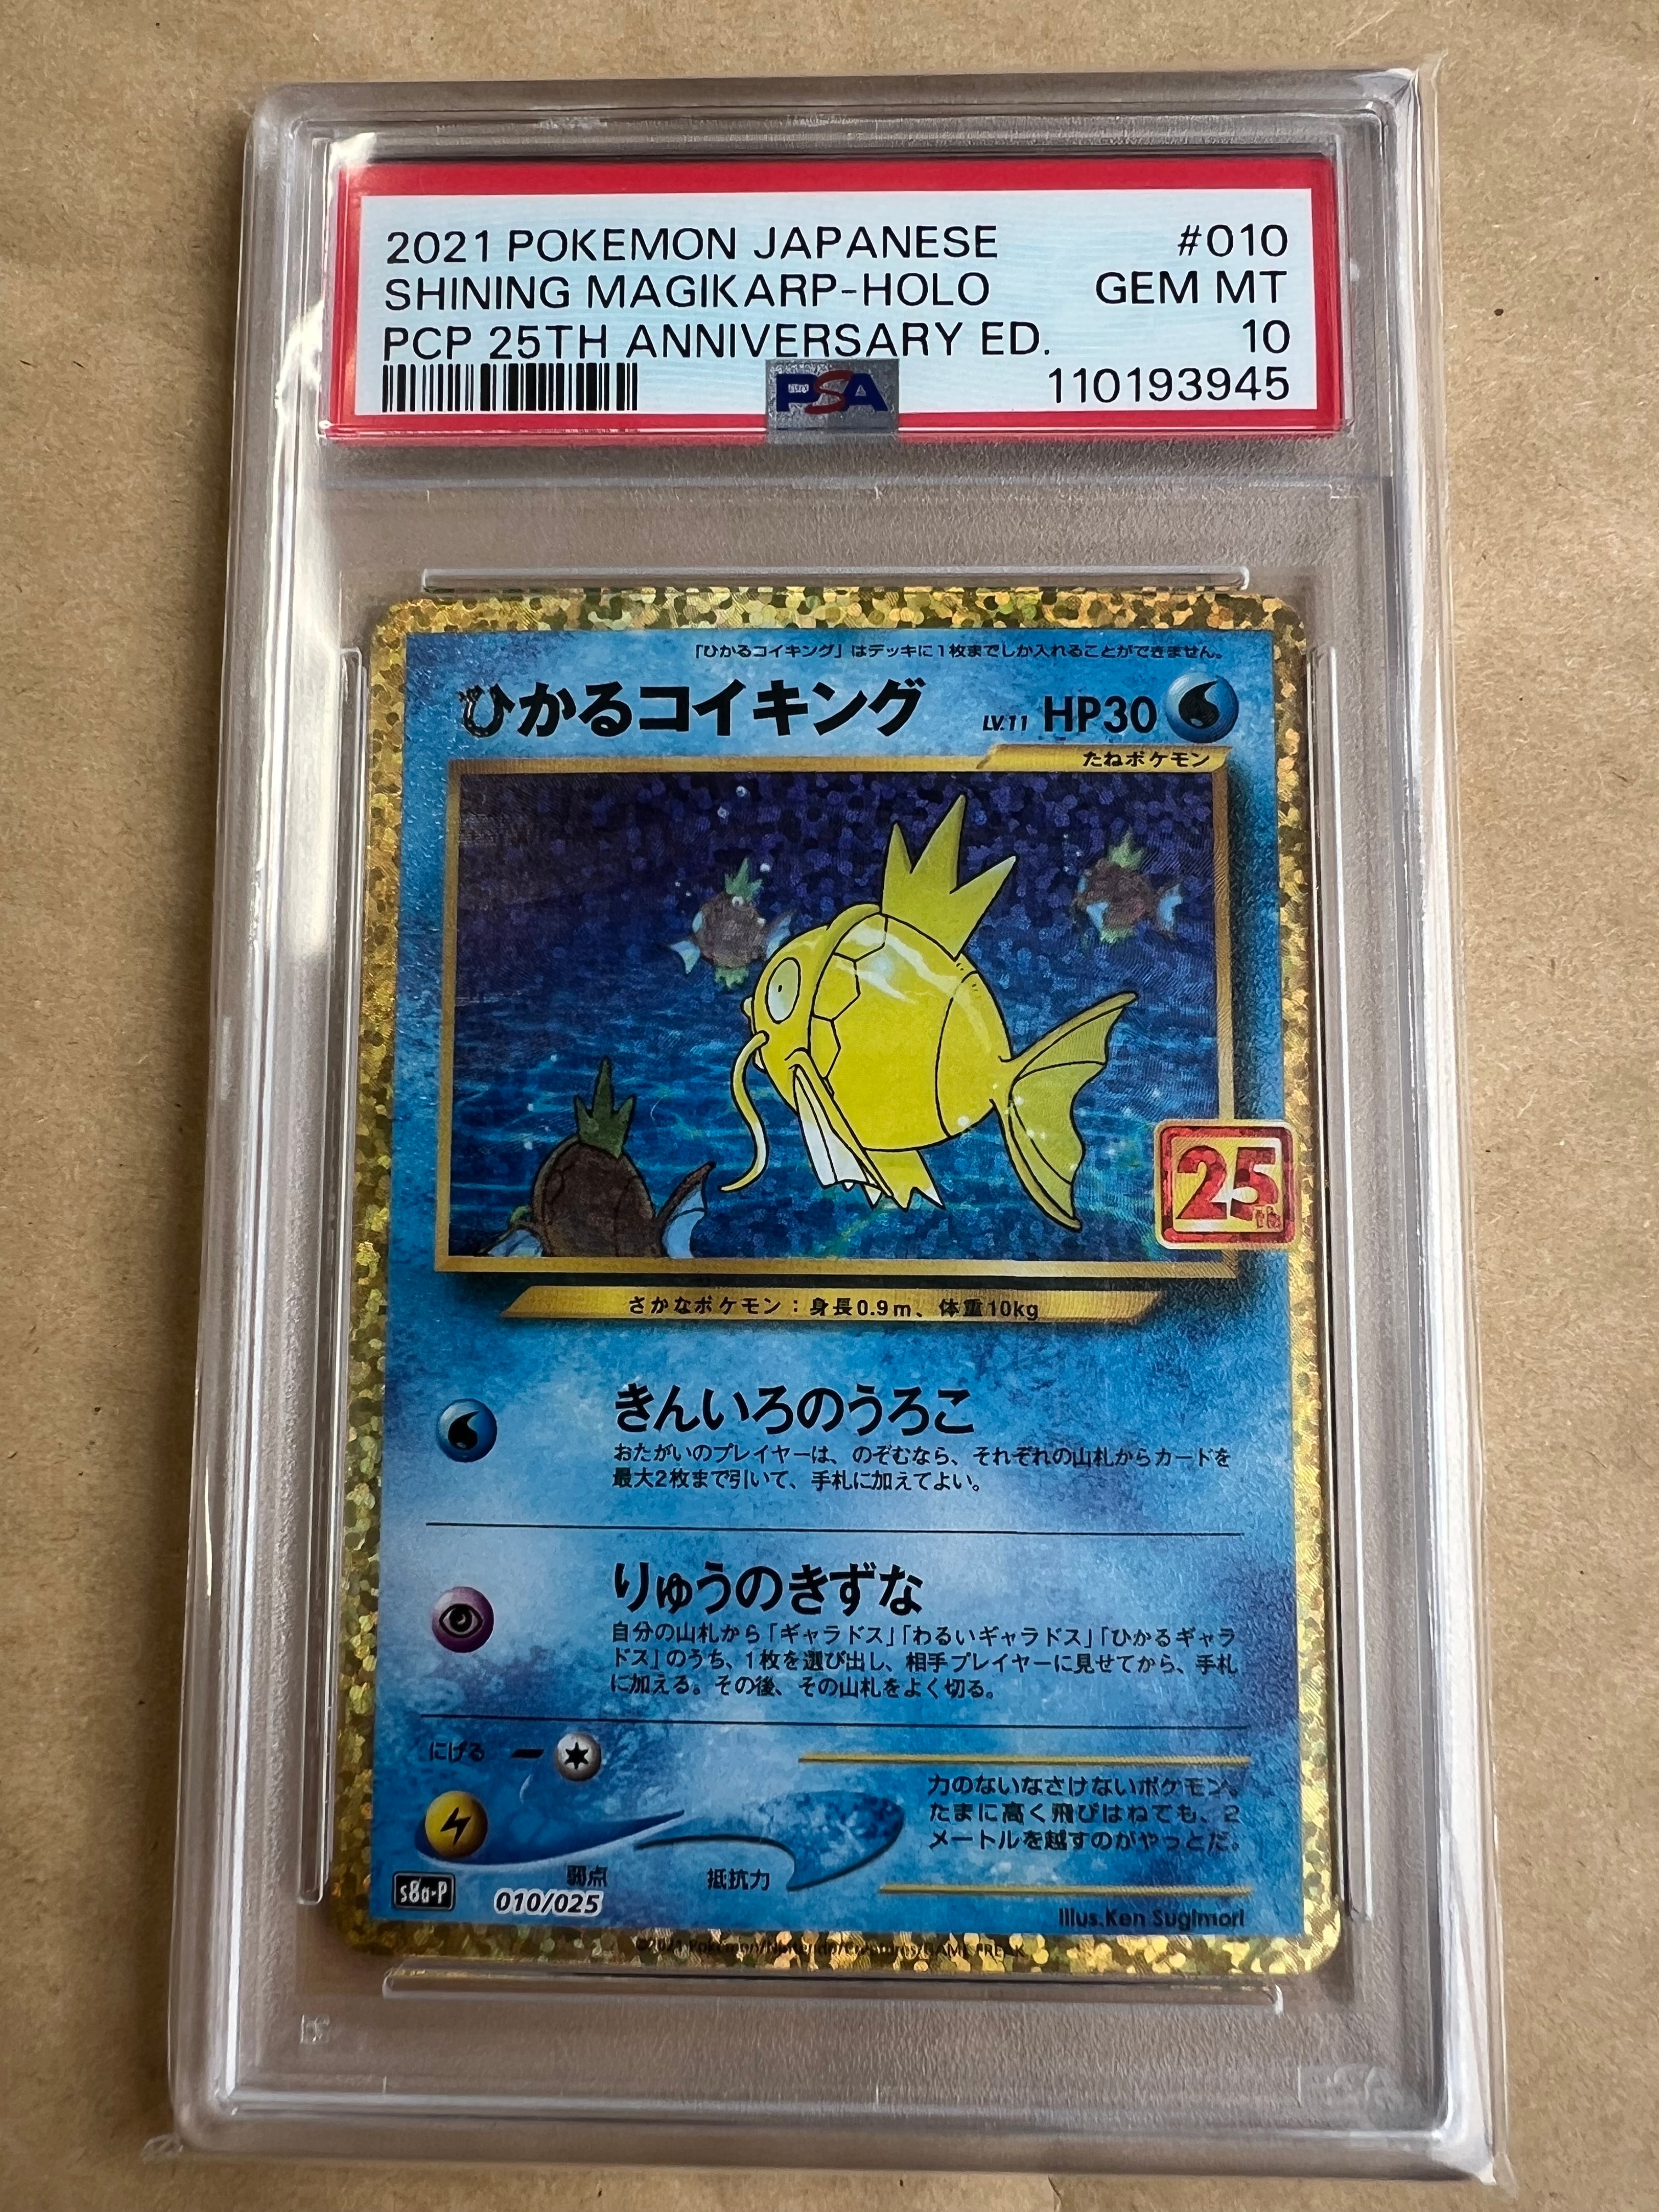 2021 POKEMON JAPANESE #010
SHINING MAGIKARP-HOLO GEM MT
PCP 25TH ANNIVERSARY ED. 10
PSA 110193945
「ひかるコイキング」はデッキに1枚までしか入れることができません。
ひかるコイキング LV.11 HP30
たねポケモン
25th
さかなポケモン：身長0.9m、体重10kg
きんいろのうろこ
おたがいのプレイヤーは、のぞむなら、それぞれの山札からカードを
最大2枚まで引いて、手札に加えてよい。
りゅうのきずな
自分の山札から「ギャラドス」「わるいギャラドス」「ひかるギャラ
ドス」のうち、1枚を選び出し、相手プレイヤーに見せてから、手札
に加える。その後、その山札をよく切る。
にげる
力のないなさけないポケモン。
たまに高く飛びはねても、2
メートルを越すのがやっとだ。
弱点 抵抗力
s8a-P 010/025
Illus.Ken Sugimori
©2021 Pokémon/Nintendo/Creatures/GAME FREAK